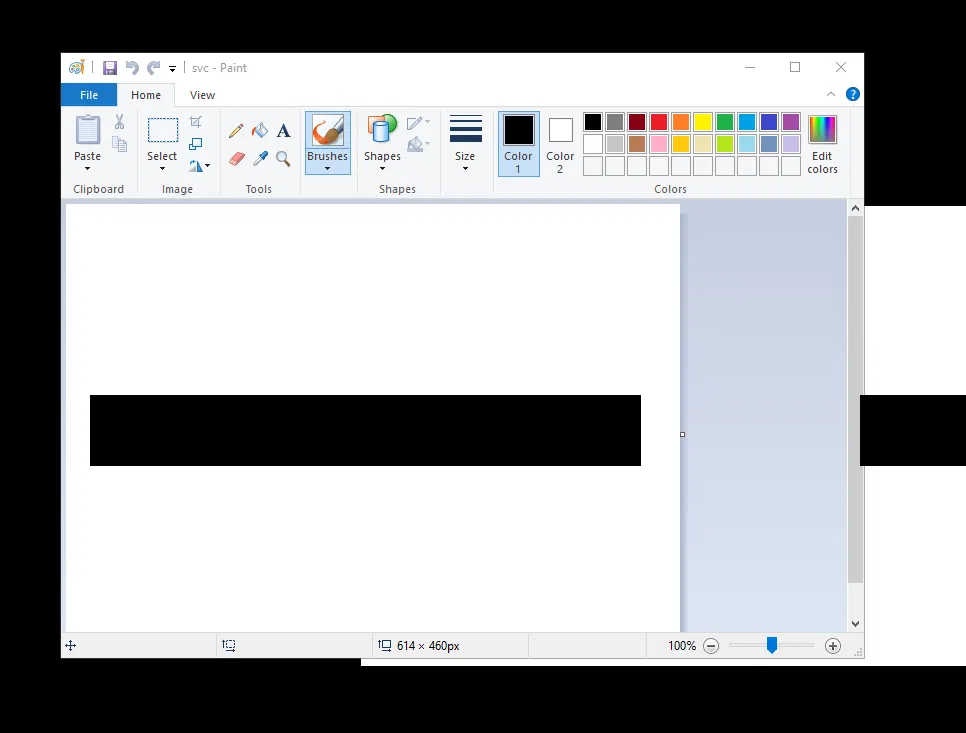 svc - Paint
File Home View
Paste
Select
Brushes
Shapes
Size
Color 1
Color 2
Edit colors
Clipboard
Image
Tools
Shapes
Colors
614 × 460px
100%